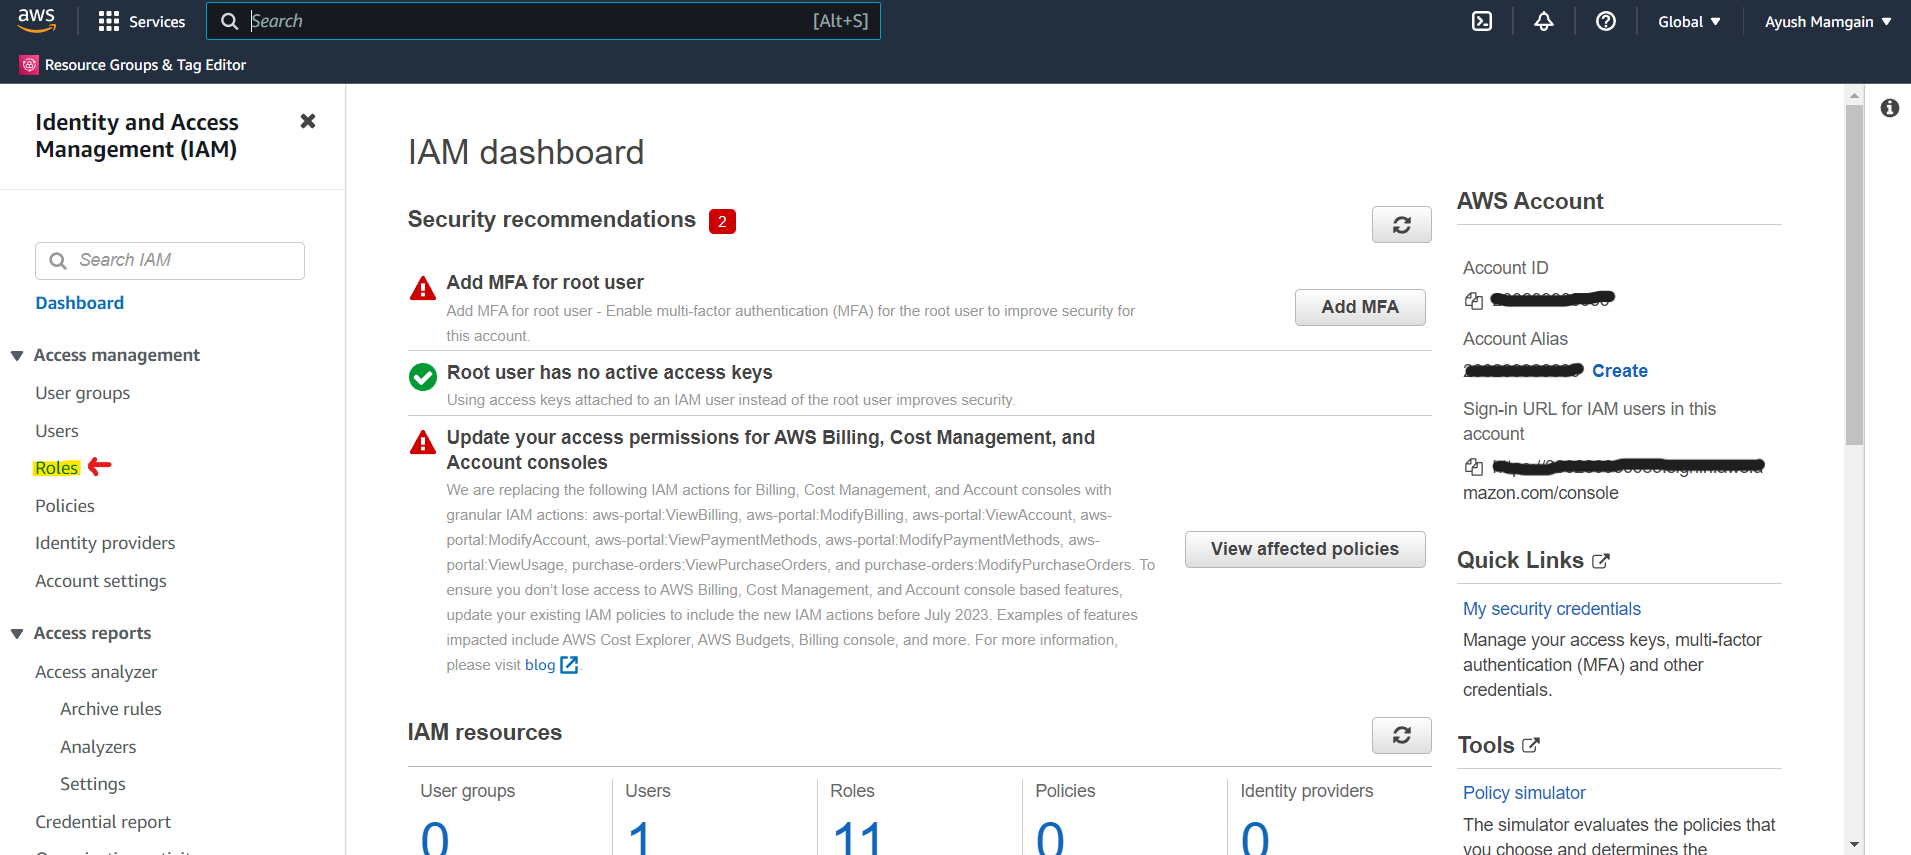 aws
Services
Search
[Alt+S]
Global
Ayush Mamgain
Resource Groups & Tag Editor
Identity and Access
Management (IAM)
Search IAM
Dashboard
Access management
User groups
Users
Roles
Policies
Identity providers
Account settings
Access reports
Access analyzer
Archive rules
Analyzers
Settings
Credential report
IAM dashboard
Security recommendations 2
Add MFA for root user
Add MFA for root user - Enable multi-factor authentication (MFA) for the root user to improve security for
this account.
Add MFA
Root user has no active access keys
Using access keys attached to an IAM user instead of the root user improves security.
Update your access permissions for AWS Billing, Cost Management, and
Account consoles
We are replacing the following IAM actions for Billing, Cost Management, and Account consoles with
granular IAM actions: aws-portal:ViewBilling, aws-portal:ModifyBilling, aws-portal:ViewAccount, aws-
portal:ModifyAccount, aws-portal:ViewPaymentMethods, aws-portal:ModifyPaymentMethods, aws-
portal:ViewUsage, purchase-orders:ViewPurchaseOrders, and purchase-orders:ModifyPurchaseOrders. To
ensure you don't lose access to AWS Billing, Cost Management, and Account console based features,
update your existing IAM policies to include the new IAM actions before July 2023. Examples of features
impacted include AWS Cost Explorer, AWS Budgets, Billing console, and more. For more information,
please visit blog.
View affected policies
IAM resources
User groups
0
Users
1
Roles
11
Policies
0
Identity providers
0
AWS Account
Account ID
Account Alias
Create
Sign-in URL for IAM users in this
account
mazon.com/console
Quick Links
My security credentials
Manage your access keys, multi-factor
authentication (MFA) and other
credentials.
Tools
Policy simulator
The simulator evaluates the policies that
you choose and determines the